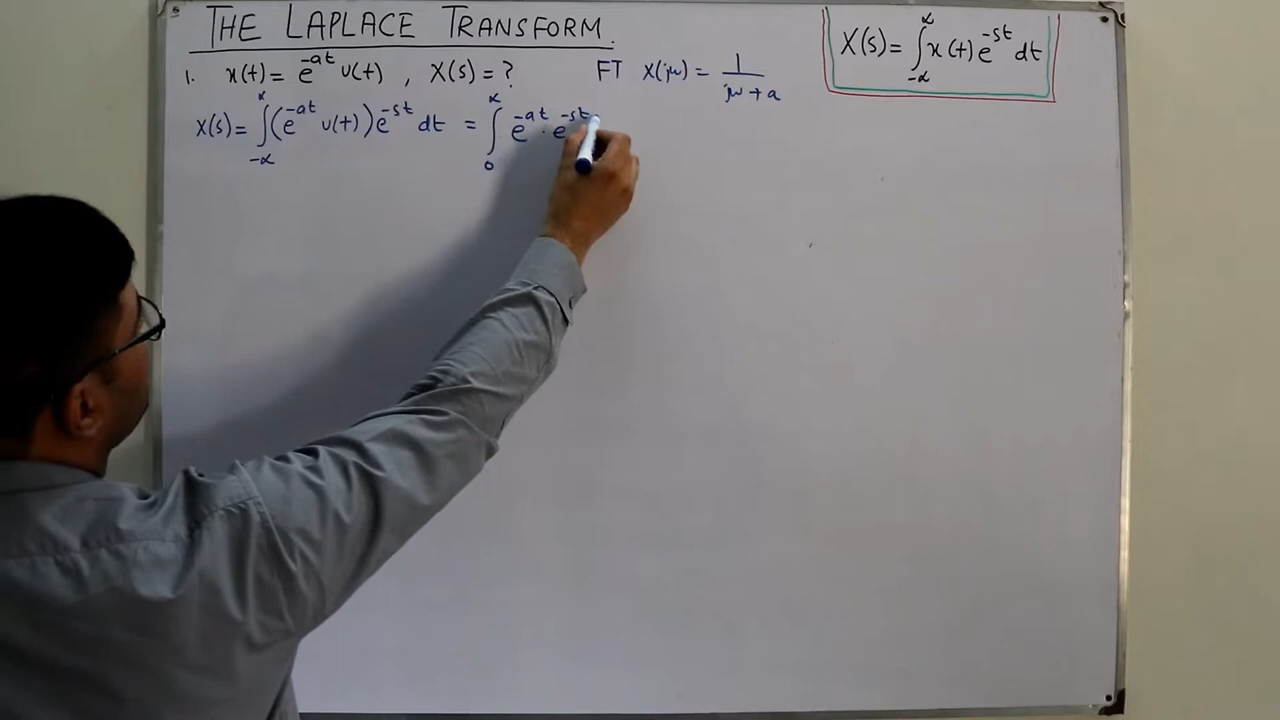 THE LAPLACE TRANSFORM.
X(s) = ∫_{-∞}^{∞} x(t) e^{-st} dt
1. x(t) = e^{-at} u(t) , X(s) = ? FT X(jω) = 1/(jω + a)
X(s) = ∫_{-∞}^{∞} (e^{-at} u(t)) e^{-st} dt = ∫_{0}^{∞} e^{-at} · e^{-st}